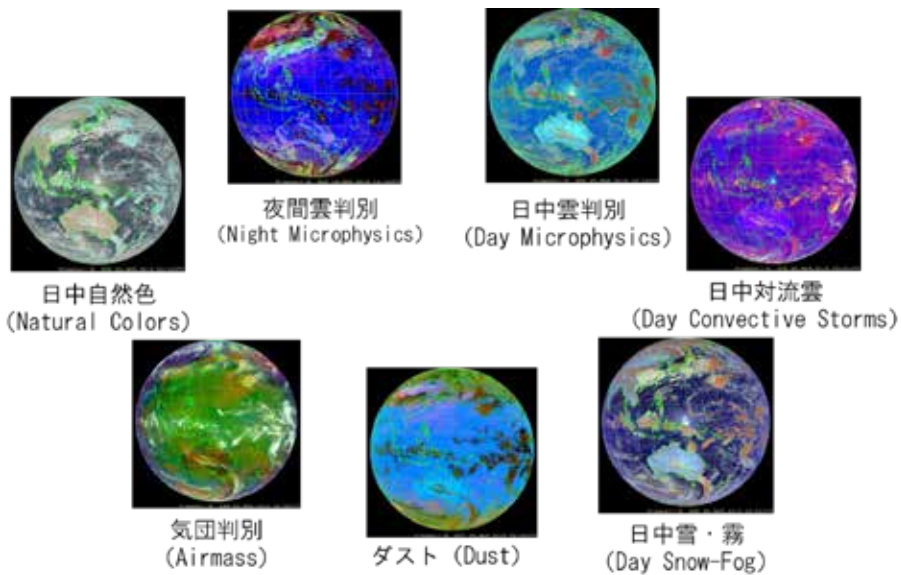 夜間雲判別
(Night Microphysics)
日中雲判別
(Day Microphysics)
日中自然色
(Natural Colors)
日中対流雲
(Day Convective Storms)
気団判別
(Airmass)
ダスト (Dust)
日中雪・霧
(Day Snow-Fog)